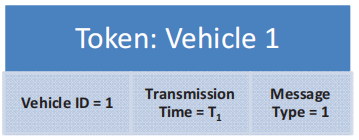 Token: Vehicle 1
Vehicle ID = 1
Transmission
Time = T₁
Message
Type = 1